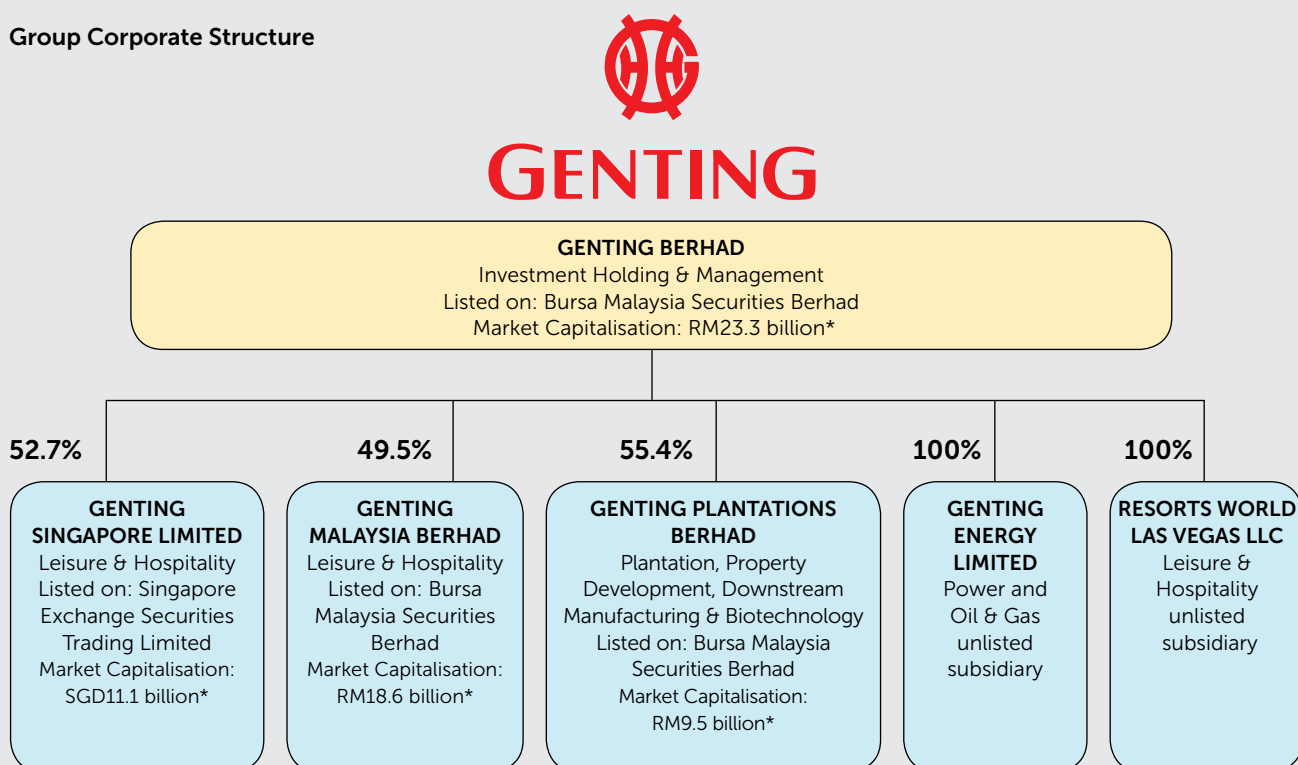 Group Corporate Structure
GENTING
GENTING BERHAD
Investment Holding & Management
Listed on: Bursa Malaysia Securities Berhad
Market Capitalisation: RM23.3 billion*
52.7%
GENTING
SINGAPORE LIMITED
Leisure & Hospitality
Listed on: Singapore
Exchange Securities
Trading Limited
Market Capitalisation:
SGD11.1 billion*
49.5%
GENTING
MALAYSIA BERHAD
Leisure & Hospitality
Listed on: Bursa
Malaysia Securities
Berhad
Market Capitalisation:
RM18.6 billion*
55.4%
GENTING PLANTATIONS
BERHAD
Plantation, Property
Development, Downstream
Manufacturing & Biotechnology
Listed on: Bursa Malaysia
Securities Berhad
Market Capitalisation:
RM9.5 billion*
100%
GENTING
ENERGY
LIMITED
Power and
Oil & Gas
unlisted
subsidiary
100%
RESORTS WORLD
LAS VEGAS LLC
Leisure &
Hospitality
unlisted
subsidiary